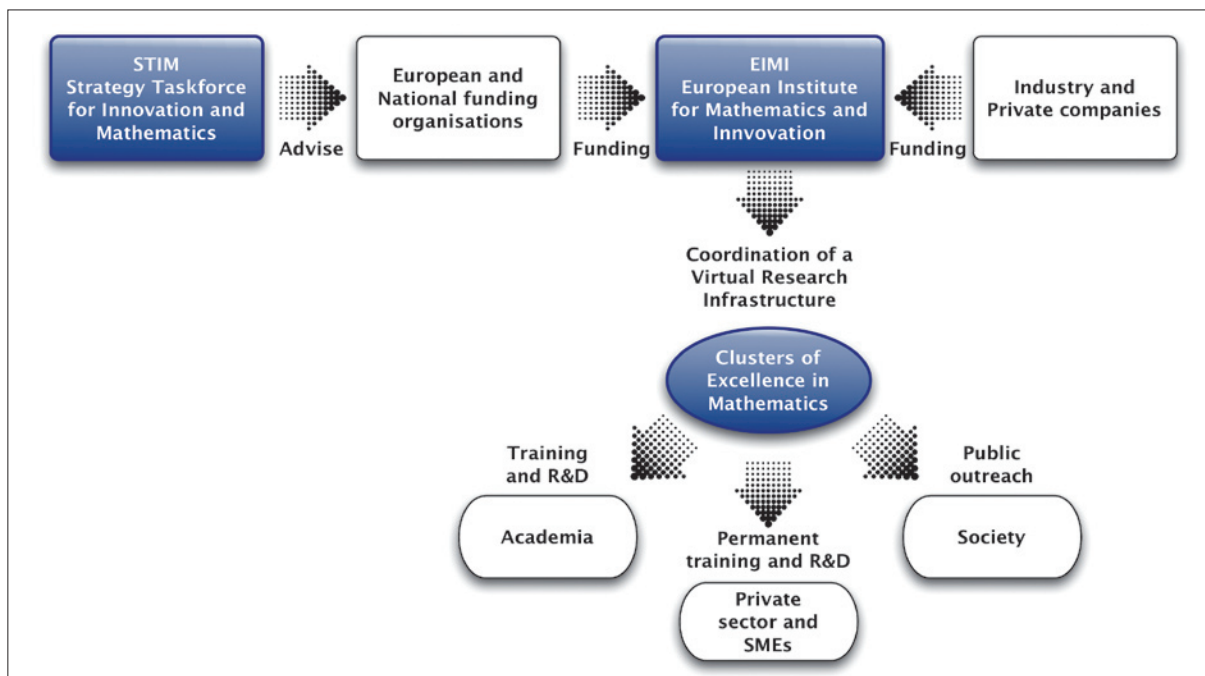 STIM
Strategy Taskforce
for Innovation and
Mathematics
Advise
European and
National funding
organisations
Funding
EIMI
European Institute
for Mathematics and
Innvovation
Funding
Industry and
Private companies
Coordination of a
Virtual Research
Infrastructure
Clusters of
Excellence in
Mathematics
Training
and R&D
Academia
Permanent
training and R&D
Private
sector and
SMEs
Public
outreach
Society